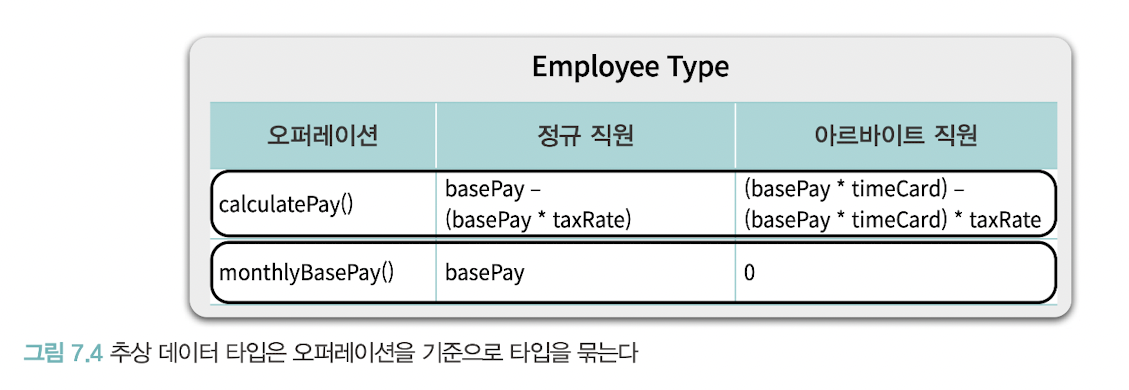 Employee Type
오퍼레이션 정규 직원 아르바이트 직원
calculatePay() basePay – (basePay * timeCard) –
(basePay * taxRate) (basePay * timeCard) * taxRate
monthlyBasePay() basePay 0
그림 7.4 추상 데이터 타입은 오퍼레이션을 기준으로 타입을 묶는다